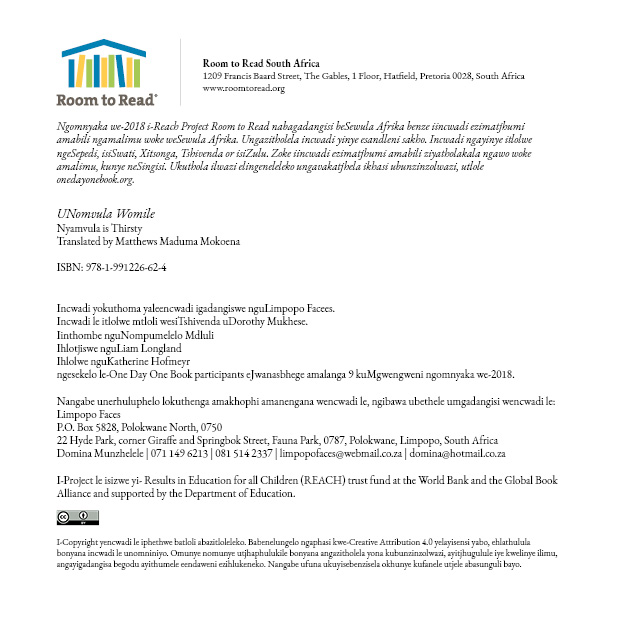 Room to Read®
Room to Read South Africa
1209 Francis Baard Street, The Gables, 1 Floor, Hatfield, Pretoria 0028, South Africa
www.roomtoread.org
Ngomnyaka we-2018 i-Reach Project Room to Read nabagadangisi beSewula Afrika benze iincwadi ezimatjhumi
amabili ngamalimu woke weSewula Afrika. Ungazitholela incwadi yinye esandleni sakho. Incwadi ngayinye itlolwe
ngeSepedi, isiSwati, Xitsonga, Tshivenda or isiZulu. Zoke iincwadi ezimatjhumi amabili ziyatholakala ngawo woke
amalimu, kunye neSingisi. Ukuthola ilwazi elingeneleleko ungavakatjhela ikhasi ubunzinzolwazi, utlole
onedayonebook.org.
UNomvula Womile
Nyamvula is Thirsty
Translated by Matthews Maduma Mokoena
ISBN: 978-1-991226-62-4
Incwadi yokuthoma yaleencwadi igadangiswe nguLimpopo Facees.
Incwadi le itlolwe mtloli wesiTshivenda uDorothy Mukhese.
Iinthombe nguNompumelelo Mdluli
Ihlotjiswe nguLiam Longland
Ihlolwe nguKatherine Hofmeyr
ngesekelo le-One Day One Book participants eJwanasbhege amalanga 9 kuMgwengweni ngomnyaka we-2018.
Nangabe unerhuluphelo lokuthenga amakhophi amanengana wencwadi le, ngibawa ubethele umgadangisi wencwadi le:
Limpopo Faces
P.O. Box 5828, Polokwane North, 0750
22 Hyde Park, corner Giraffe and Springbok Street, Fauna Park, 0787, Polokwane, Limpopo, South Africa
Domina Munzhelele | 071 149 6213 | 081 514 2337 | limpopofaces@webmail.co.za | domina@hotmail.co.za
I-Project le isizwe yi- Results in Education for all Children (REACH) trust fund at the World Bank and the Global Book
Alliance and supported by the Department of Education.
cc BY
I-Copyright yencwadi le iphethwe batloli abazitloleleko. Babenelungelo ngaphasi kwe-Creative Attribution 4.0 yelayisensi yabo, ehlathulula
bonyana incwadi le unomniniyo. Omunye nomunye utjhaphulukile bonyana angazitholela yona kubunzinzolwazi, ayitjhugulule iye kwelinye ilimu,
angayigadangisa begodu ayithumele eendaweni ezihlukeneko. Nangabe ufuna ukuyisebenzisela okhunye kufanele utjele abasunguli bayo.